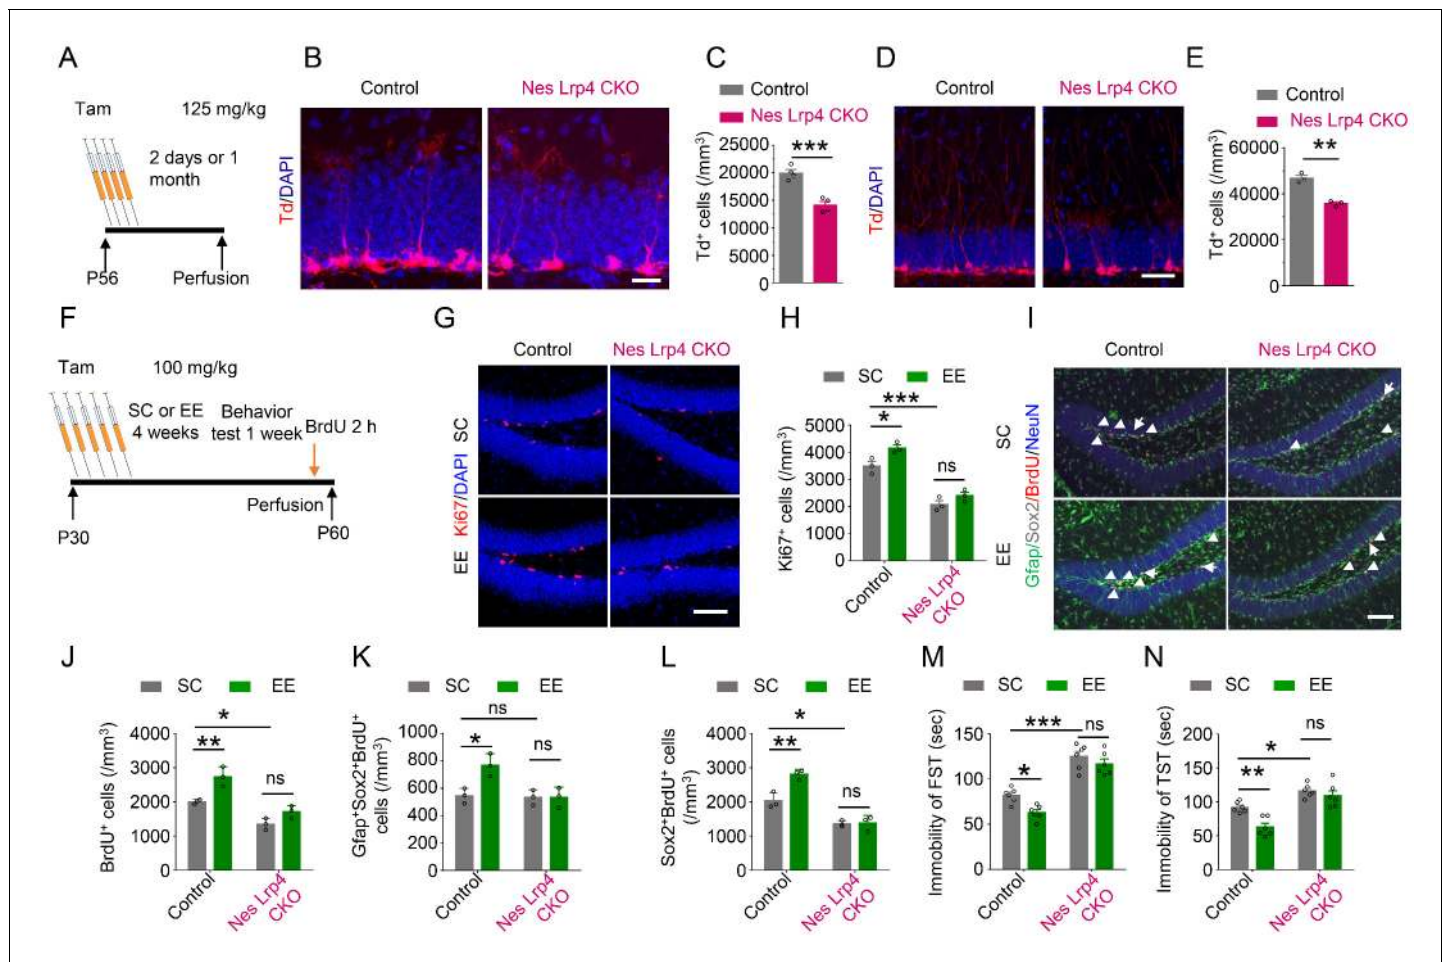 A
Tam
125 mg/kg
2 days or 1
month
P56
Perfusion
B
Control
Nes Lrp4 CKO
Td/DAPI
C
Control
Nes Lrp4 CKO
Td⁺ cells (/mm³)
20000
15000
10000
5000
0
***
25000
D
Control
Nes Lrp4 CKO
Td/DAPI
E
Control
Nes Lrp4 CKO
Td⁺ cells (/mm³)
60000
40000
20000
0
**
F
Tam
100 mg/kg
SC or EE
4 weeks
Behavior
test 1 week
BrdU 2 h
Perfusion
P30
P60
G
Control
Nes Lrp4 CKO
SC
EE
Ki67/DAPI
H
SC
EE
Ki67⁺ cells (/mm³)
5000
4000
3000
2000
1000
0
***
*
ns
Control
Nes Lrp4
CKO
I
Control
Nes Lrp4 CKO
SC
EE
Gfap/Sox2/BrdU/NeuN
J
SC
EE
BrdU⁺ cells (/mm³)
4000
3000
2000
1000
0
*
**
ns
Control
Nes Lrp4
CKO
K
SC
EE
Gfap⁺Sox2⁺BrdU⁺
cells (/mm³)
1000
800
600
400
200
0
ns
*
ns
Control
Nes Lrp4
CKO
L
SC
EE
Sox2⁺BrdU⁺ cells
(/mm³)
4000
3000
2000
1000
0
*
**
ns
Control
Nes Lrp4
CKO
M
SC
EE
Immobility of FST (sec)
150
100
50
0
***
ns
*
Control
Nes Lrp4
CKO
N
SC
EE
Immobility of TST (sec)
200
150
100
50
0
ns
*
**
Control
Nes Lrp4
CKO